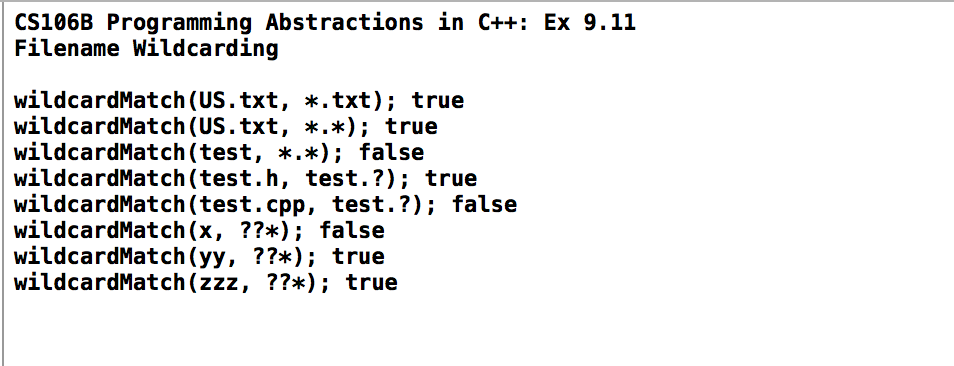 CS106B Programming Abstractions in C++: Ex 9.11
Filename Wildcarding
wildcardMatch(US.txt, *.txt); true
wildcardMatch(US.txt, *.*); true
wildcardMatch(test, *.*); false
wildcardMatch(test.h, test.?); true
wildcardMatch(test.cpp, test.?); false
wildcardMatch(x, ??*); false
wildcardMatch(yy, ??*); true
wildcardMatch(zzz, ??*); true